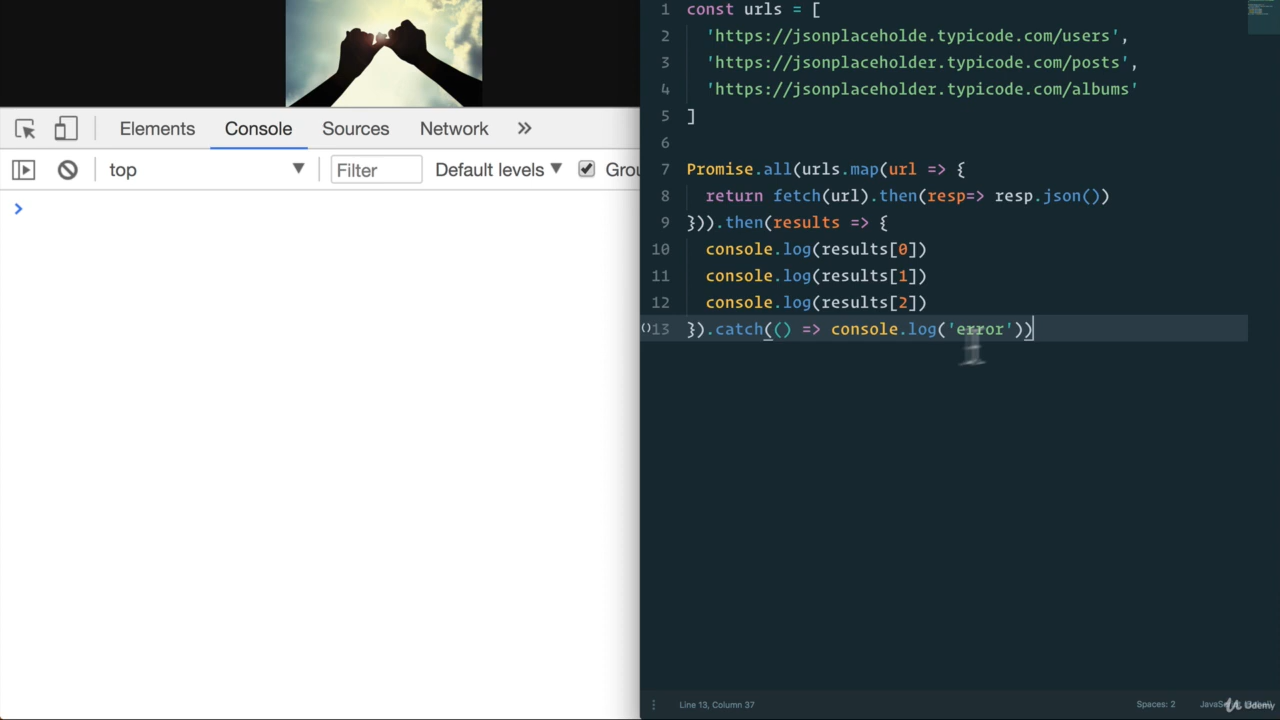 Elements Console Sources Network »
top ▼ Filter Default levels ▼ Grou
>
1 const urls = [
2 'https://jsonplaceholde.typicode.com/users',
3 'https://jsonplaceholder.typicode.com/posts',
4 'https://jsonplaceholder.typicode.com/albums'
5 ]
6
7 Promise.all(urls.map(url => {
8 return fetch(url).then(resp=> resp.json())
9 })).then(results => {
10 console.log(results[0])
11 console.log(results[1])
12 console.log(results[2])
13 }).catch(() => console.log('error'))
Line 13, Column 37
Spaces: 2
Udemy